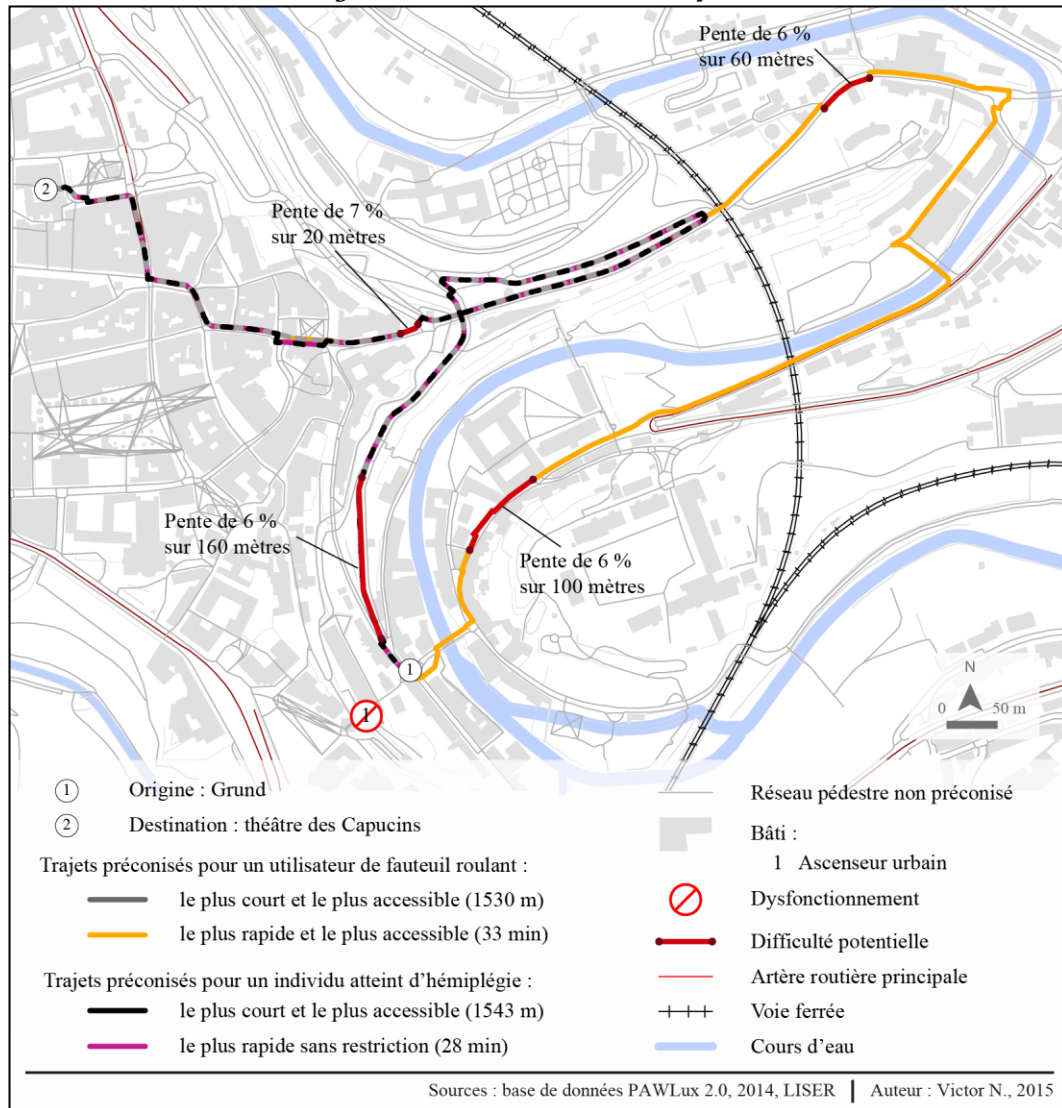 Pente de 6 %
sur 60 mètres
2
Pente de 7 %
sur 20 mètres
Pente de 6 %
sur 160 mètres
Pente de 6 %
sur 100 mètres
1
1
N
0 50 m
1 Origine : Grund
2 Destination : théâtre des Capucins
Trajets préconisés pour un utilisateur de fauteuil roulant :
le plus court et le plus accessible (1530 m)
le plus rapide et le plus accessible (33 min)
Trajets préconisés pour un individu atteint d’hémiplégie :
le plus court et le plus accessible (1543 m)
le plus rapide sans restriction (28 min)
Réseau pédestre non préconisé
Bâti :
1 Ascenseur urbain
Dysfonctionnement
Difficulté potentielle
Artère routière principale
Voie ferrée
Cours d’eau
Sources : base de données PAWLux 2.0, 2014, LISER | Auteur : Victor N., 2015